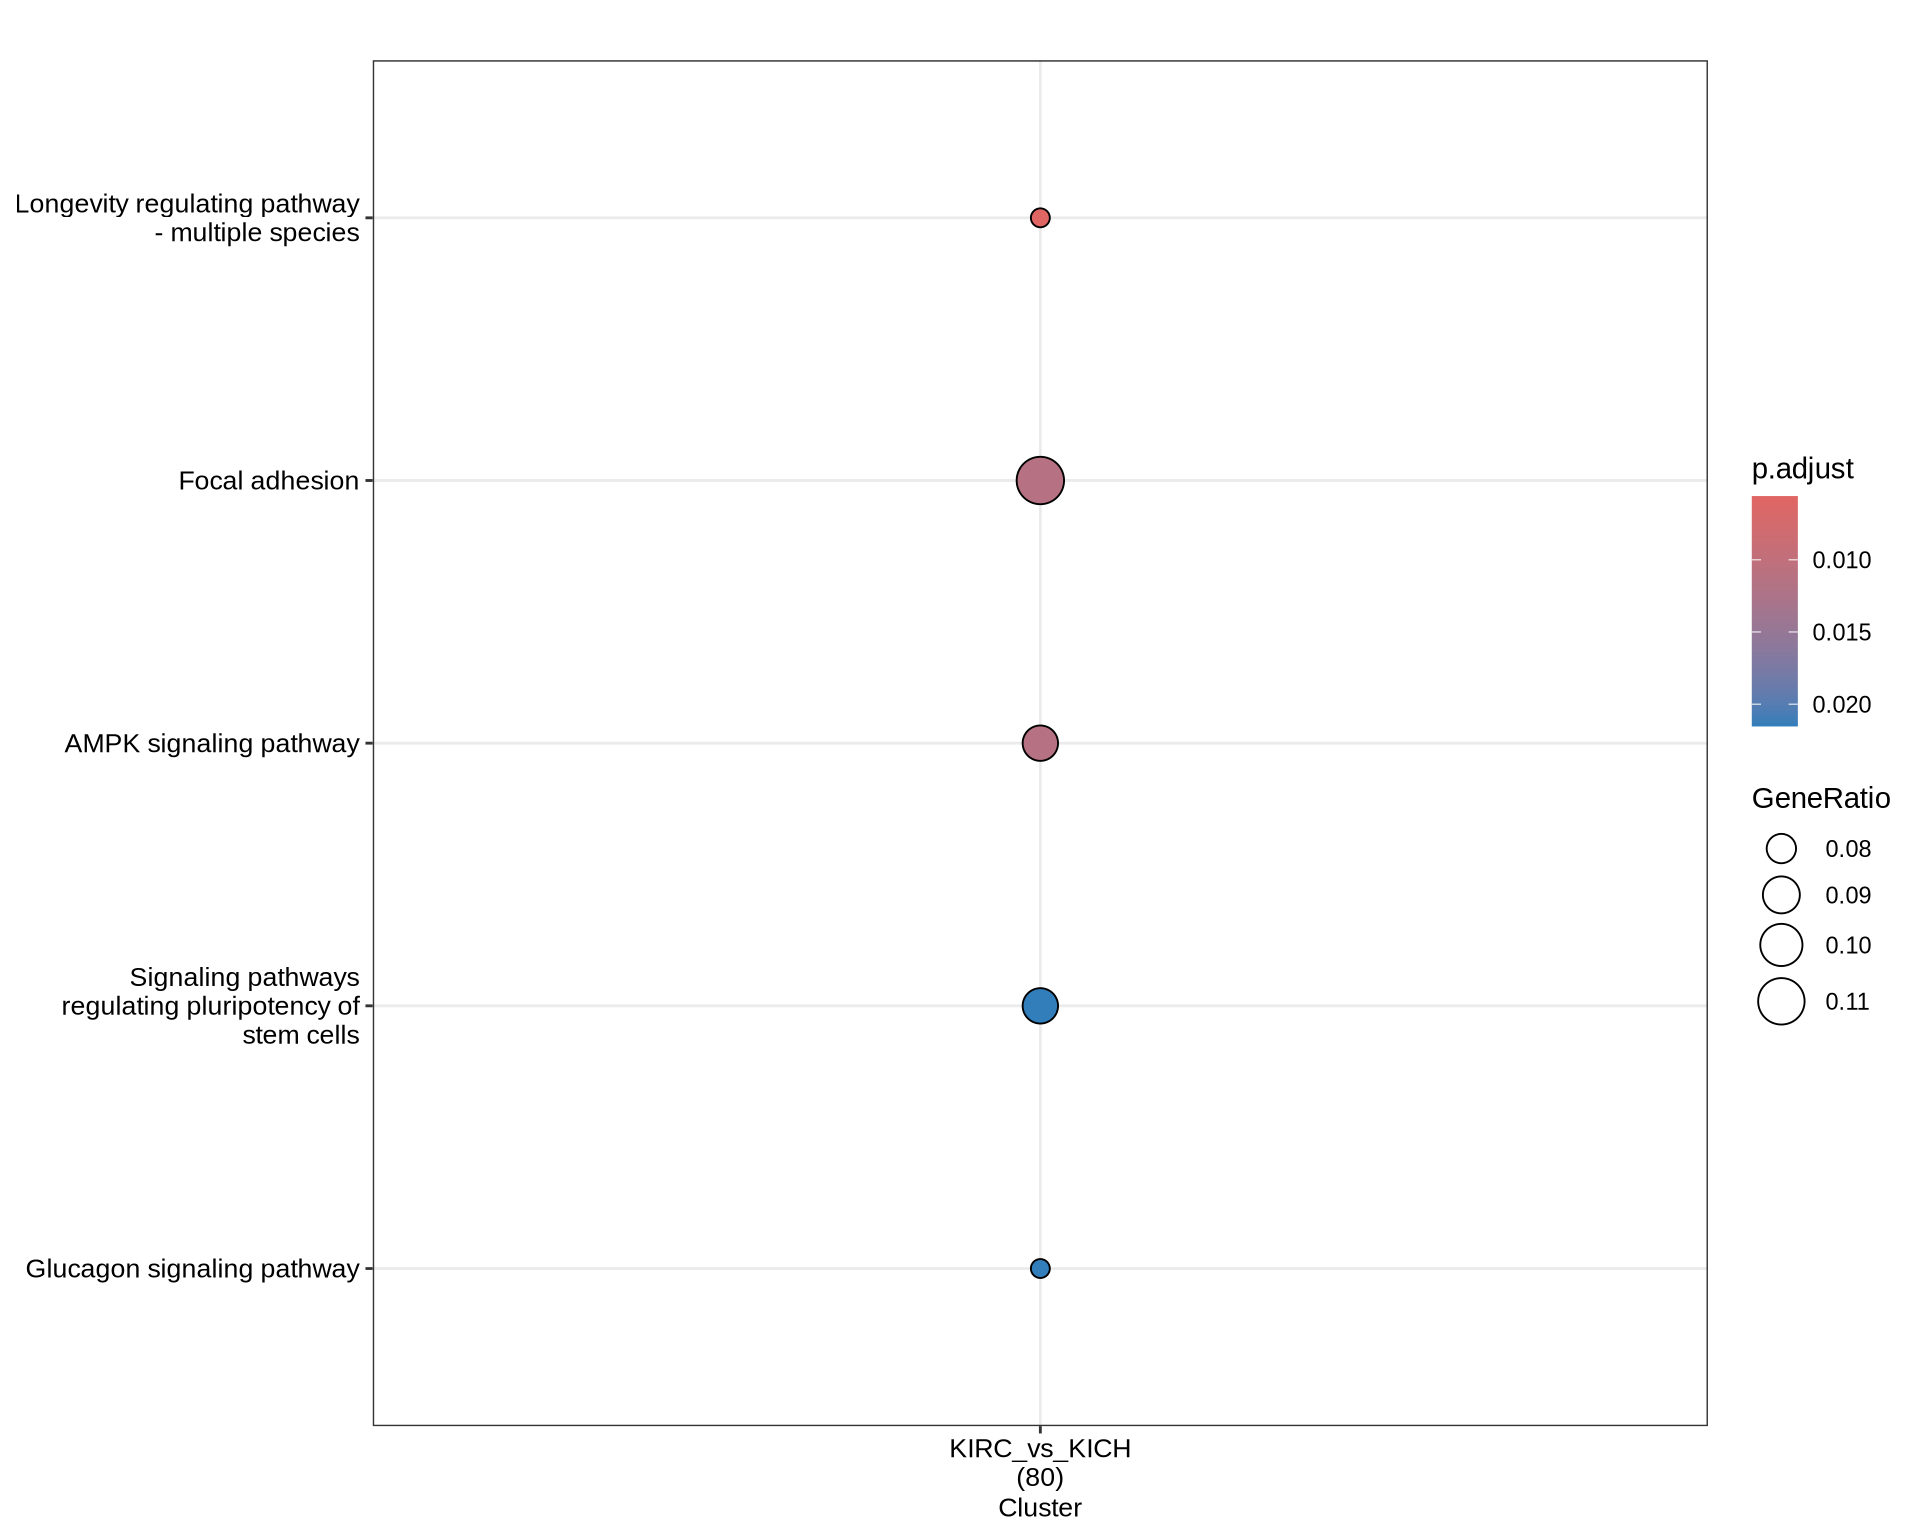 Longevity regulating pathway
- multiple species
Focal adhesion
AMPK signaling pathway
Signaling pathways
regulating pluripotency of
stem cells
Glucagon signaling pathway
KIRC_vs_KICH
(80)
Cluster
p.adjust
0.010
0.015
0.020
GeneRatio
0.08
0.09
0.10
0.11